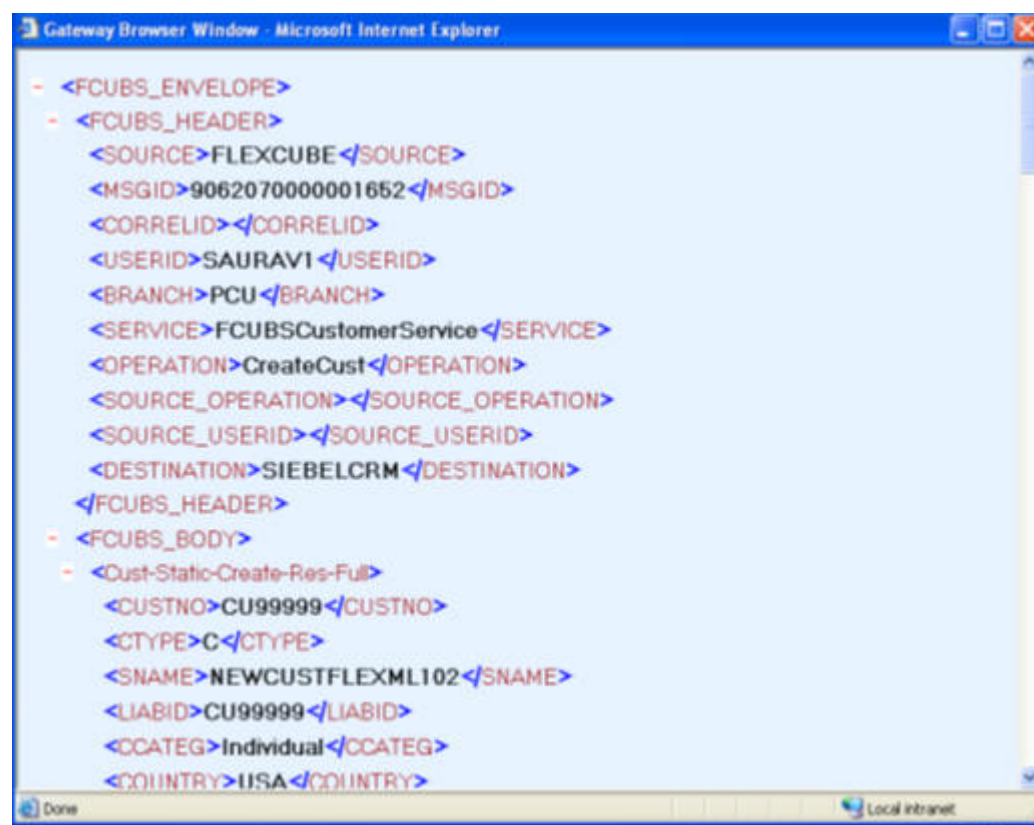 Gateway Browser Window - Microsoft Internet Explorer
- <FCUBS_ENVELOPE>
- <FCUBS_HEADER>
<SOURCE>FLEXCUBE</SOURCE>
<MSGID>9062070000001652</MSGID>
<CORRELID></CORRELID>
<USERID>SAURAV1</USERID>
<BRANCH>PCU</BRANCH>
<SERVICE>FCUBSCustomerService</SERVICE>
<OPERATION>CreateCust</OPERATION>
<SOURCE_OPERATION></SOURCE_OPERATION>
<SOURCE_USERID></SOURCE_USERID>
<DESTINATION>SIEBELCRM</DESTINATION>
</FCUBS_HEADER>
- <FCUBS_BODY>
- <Cust-Static-Create-Res-Full>
<CUSTNO>CU99999</CUSTNO>
<CTYPE>C</CTYPE>
<SNAME>NEWCUSTFLEXML102</SNAME>
<LIABID>CU99999</LIABID>
<CCATEG>Individual</CCATEG>
<COUNTRY>USA</COUNTRY>
Done Local intranet